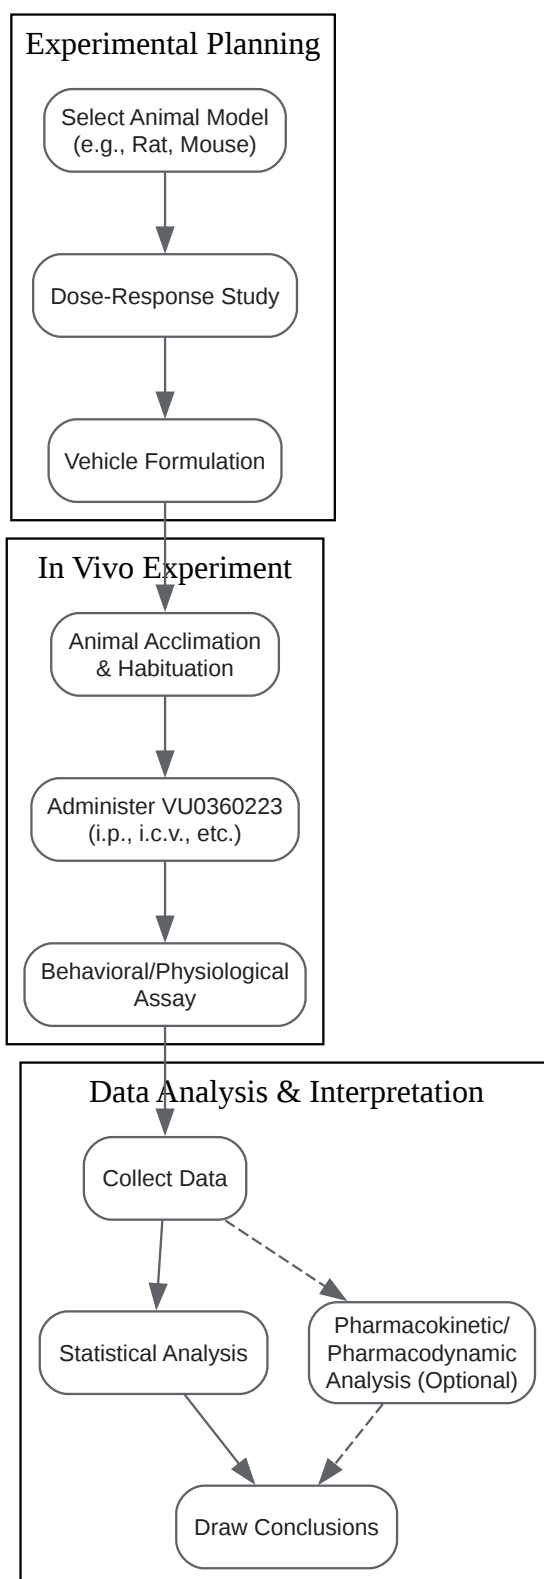 Experimental Planning
Select Animal Model
(e.g., Rat, Mouse)
Dose-Response Study
Vehicle Formulation
In Vivo Experiment
Animal Acclimation
& Habituation
Administer VU0360223
(i.p., i.c.v., etc.)
Behavioral/Physiological
Assay
Data Analysis & Interpretation
Collect Data
Statistical Analysis
Pharmacokinetic/
Pharmacodynamic
Analysis (Optional)
Draw Conclusions